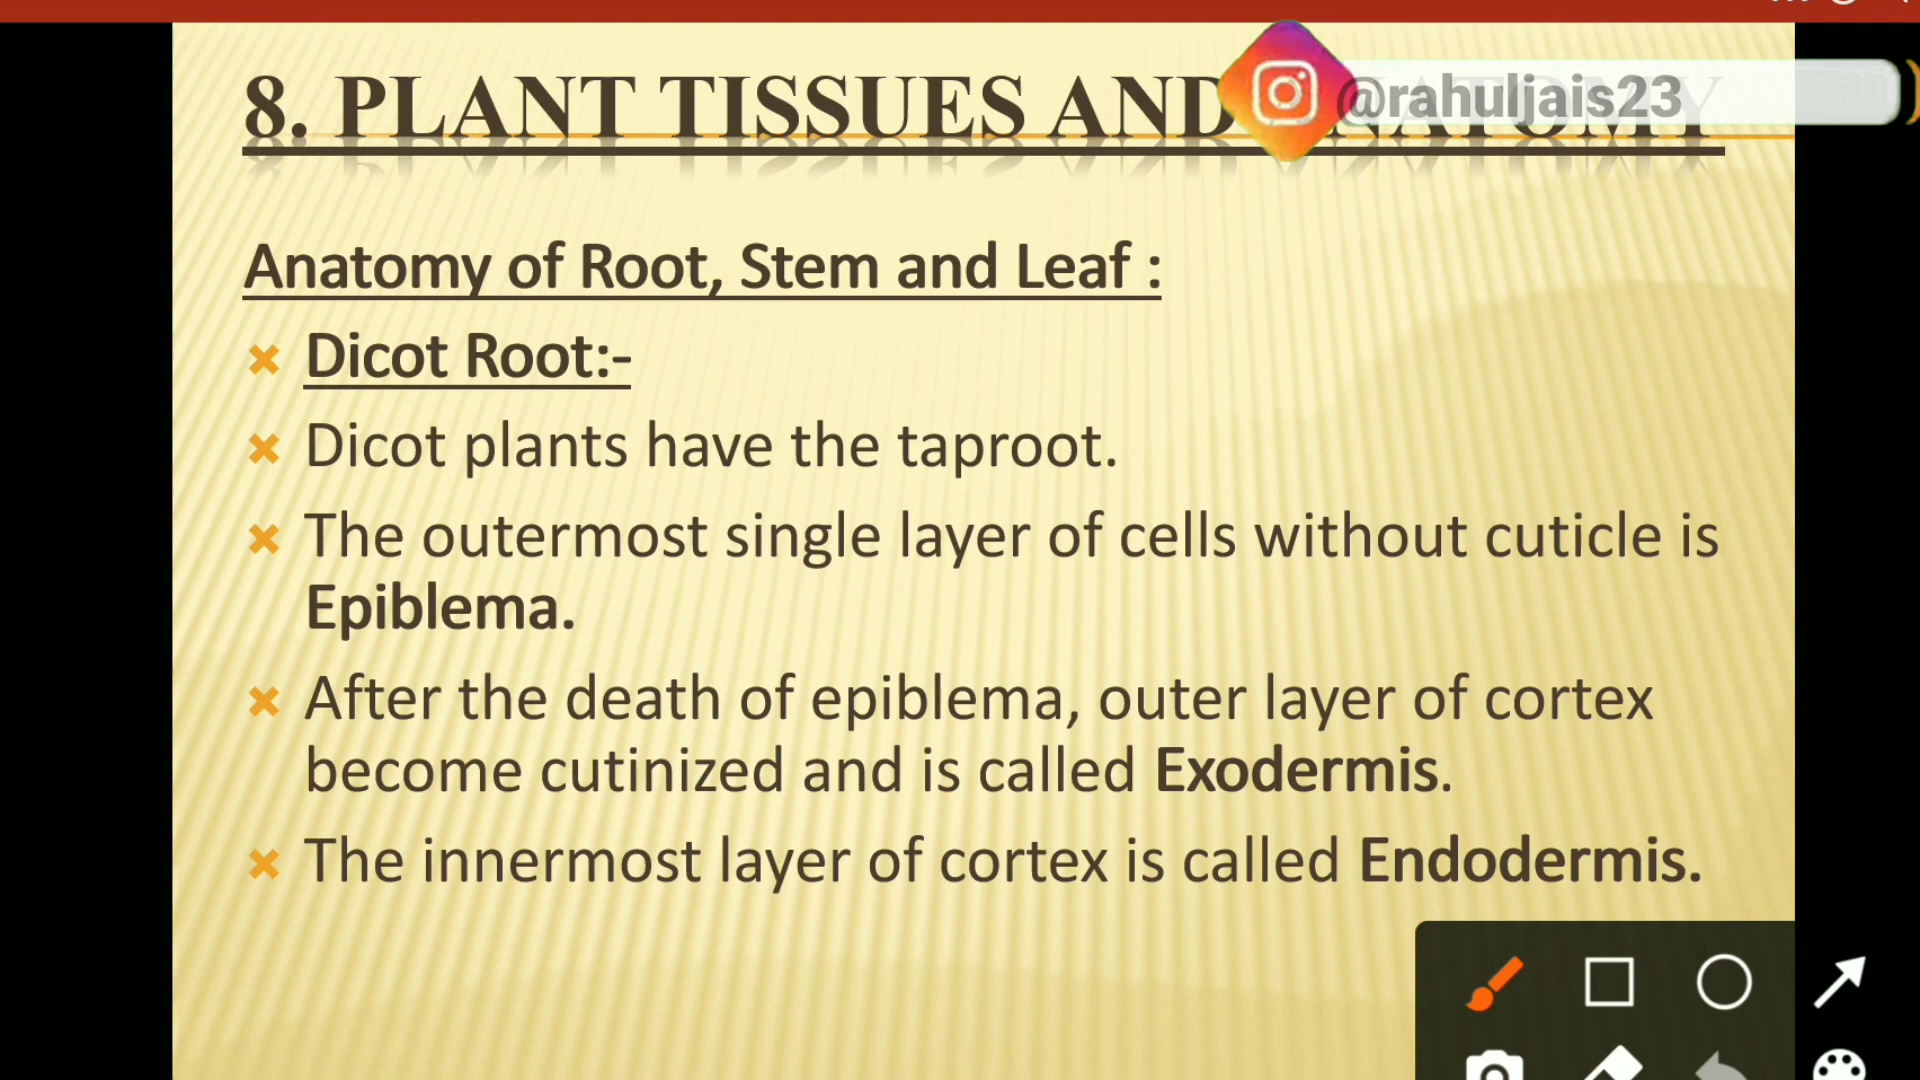 8. PLANT TISSUES AND ANATOMY
@rahuljais23
Anatomy of Root, Stem and Leaf :
Dicot Root:-
Dicot plants have the taproot.
The outermost single layer of cells without cuticle is
Epiblema.
After the death of epiblema, outer layer of cortex
become cutinized and is called Exodermis.
The innermost layer of cortex is called Endodermis.